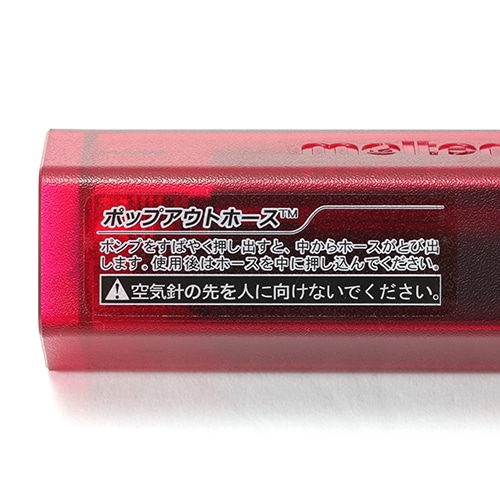 molten
ポップアウトホース™
ポンプをすばやく押し出すと、中からホースがとび出
します。使用後はホースを中に押し込んでください。
空気針の先を人に向けないでください。